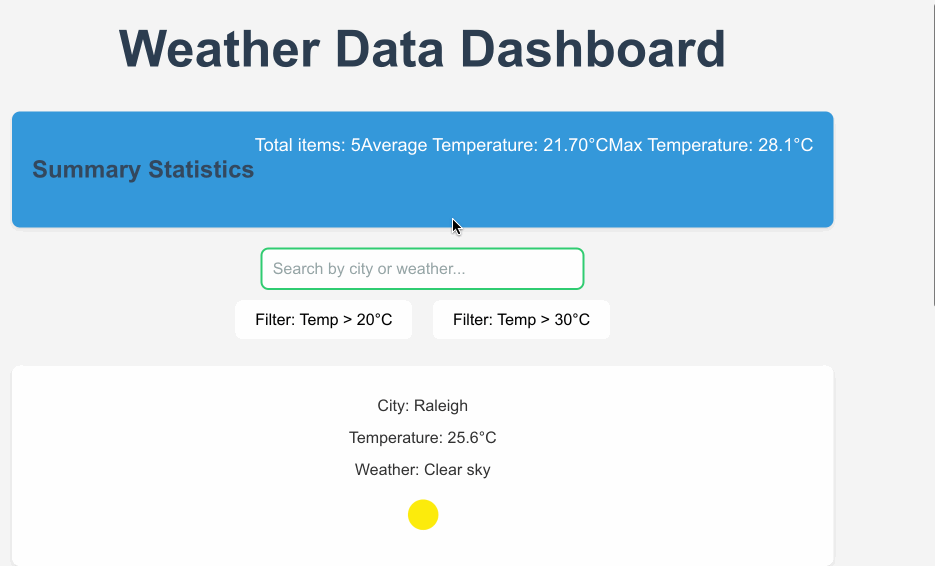 Weather Data Dashboard
Total items: 5Average Temperature: 21.70°CMax Temperature: 28.1°C
Summary Statistics
Search by city or weather...
Filter: Temp > 20°C Filter: Temp > 30°C
City: Raleigh
Temperature: 25.6°C
Weather: Clear sky